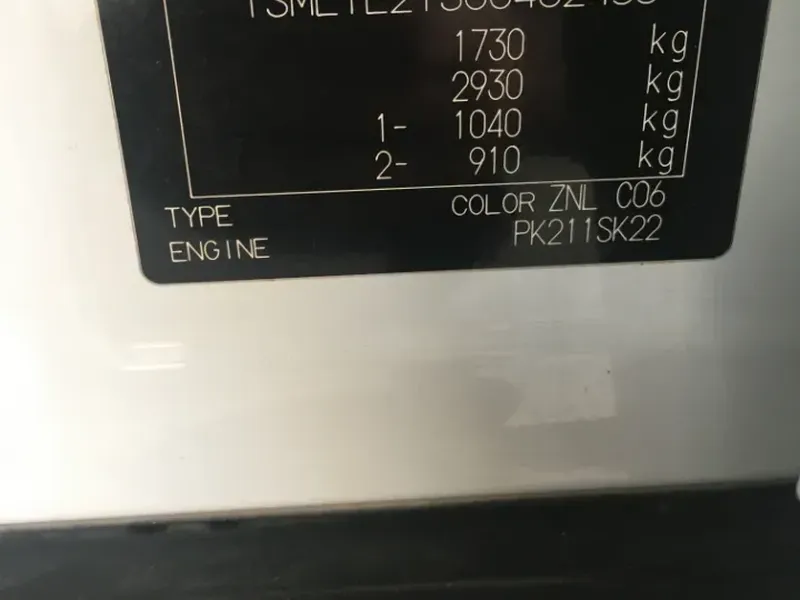 1730 kg
2930 kg
1- 1040 kg
2- 910 kg
TYPE COLOR ZNL C06
ENGINE PK211SK22